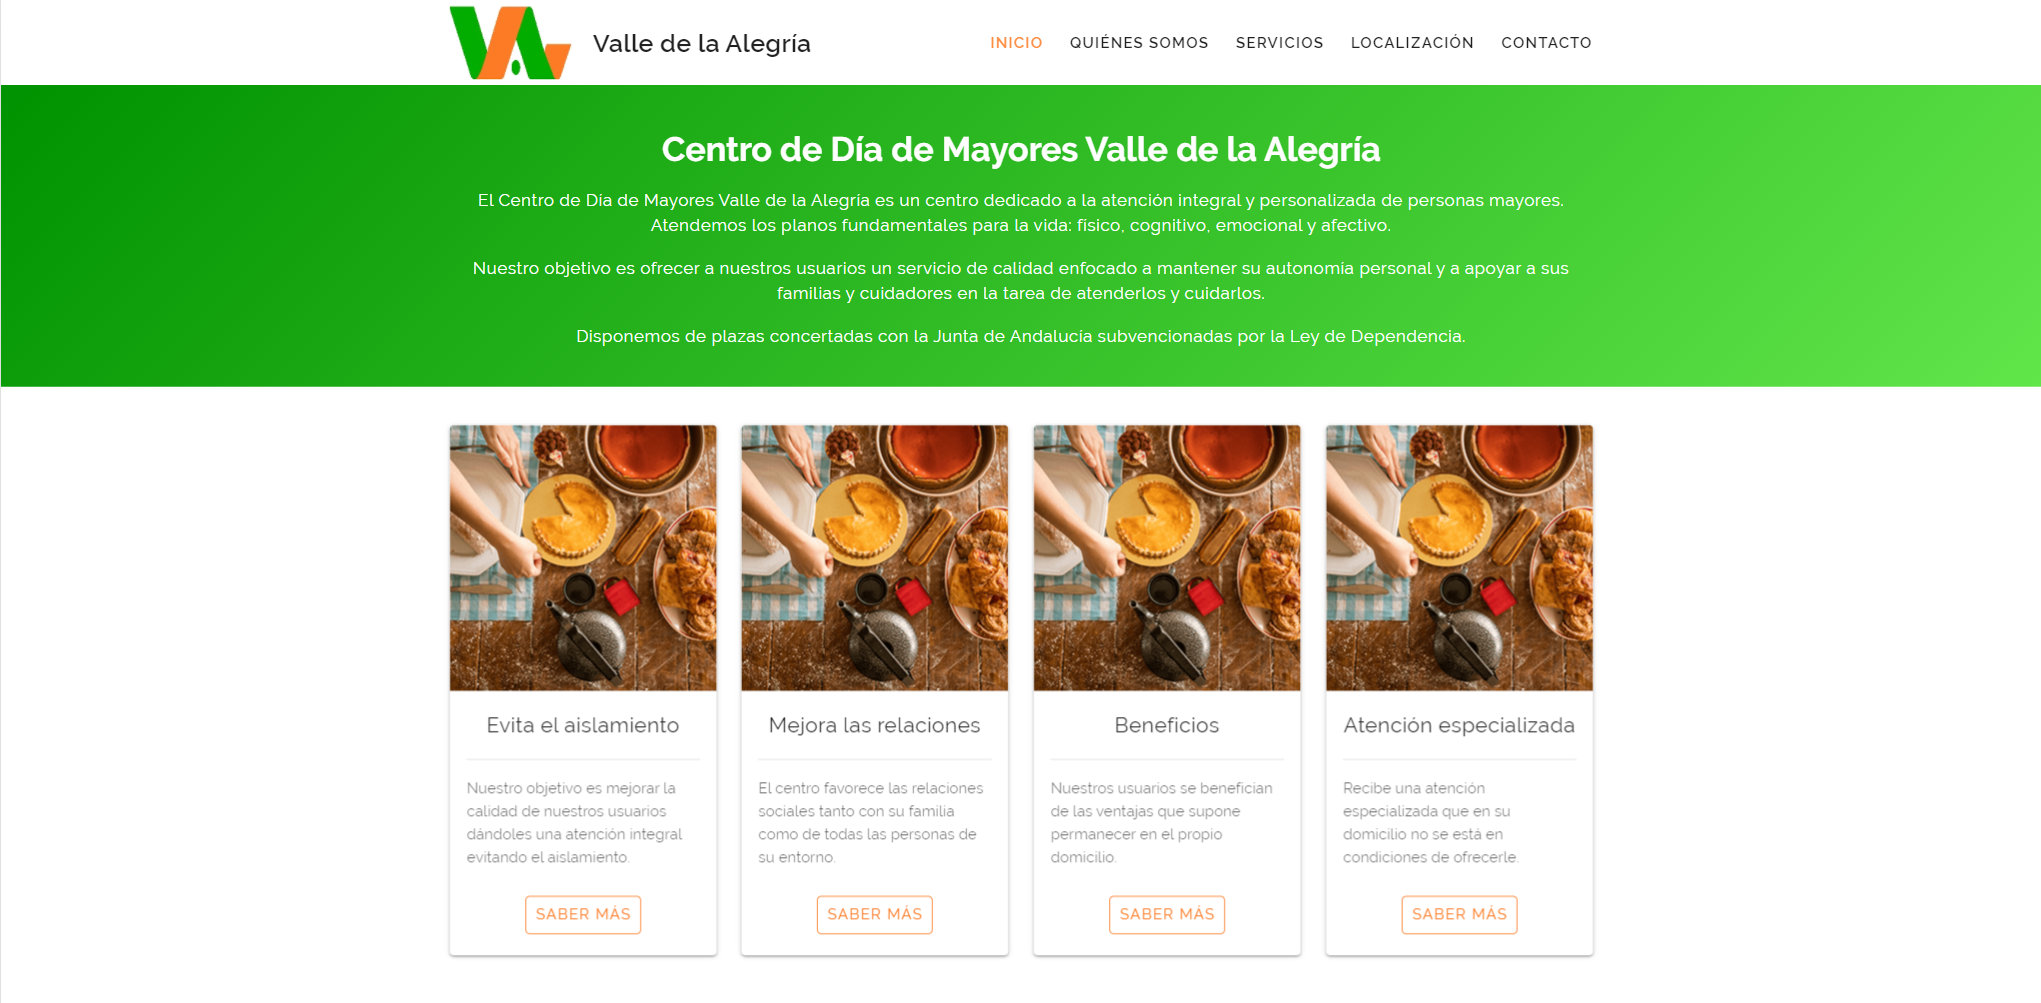 Valle de la Alegría
INICIO
QUIÉNES SOMOS
SERVICIOS
LOCALIZACIÓN
CONTACTO
Centro de Día de Mayores Valle de la Alegría
El Centro de Día de Mayores Valle de la Alegría es un centro dedicado a la atención integral y personalizada de personas mayores.
Atendemos los planos fundamentales para la vida: físico, cognitivo, emocional y afectivo.
Nuestro objetivo es ofrecer a nuestros usuarios un servicio de calidad enfocado a mantener su autonomía personal y a apoyar a sus
familias y cuidadores en la tarea de atenderlos y cuidarlos.
Disponemos de plazas concertadas con la Junta de Andalucía subvencionadas por la Ley de Dependencia.
Evita el aislamiento
Nuestro objetivo es mejorar la
calidad de nuestros usuarios
dándoles una atención integral
evitando el aislamiento.
SABER MÁS
Mejora las relaciones
El centro favorece las relaciones
sociales tanto con su familia
como de todas las personas de
su entorno.
SABER MÁS
Beneficios
Nuestros usuarios se benefician
de las ventajas que supone
permanecer en el propio
domicilio.
SABER MÁS
Atención especializada
Recibe una atención
especializada que en su
domicilio no se está en
condiciones de ofrecerle.
SABER MÁS